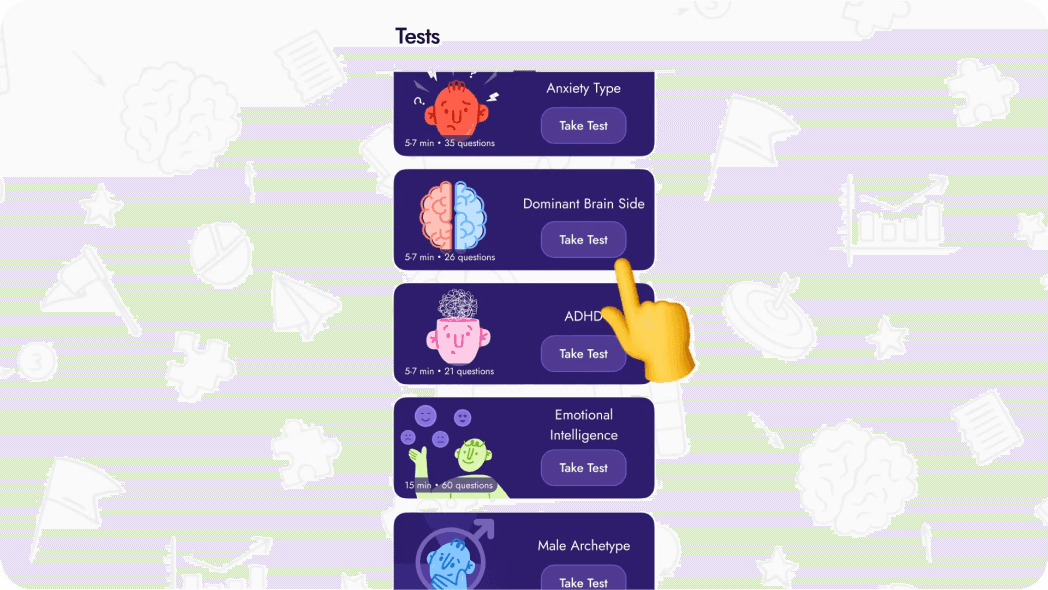 Tests
Anxiety Type
Take Test
5-7 min • 35 questions
Dominant Brain Side
Take Test
5-7 min • 26 questions
ADHD
Take Test
5-7 min • 21 questions
Emotional
Intelligence
Take Test
15 min • 60 questions
Male Archetype
Take Test
3